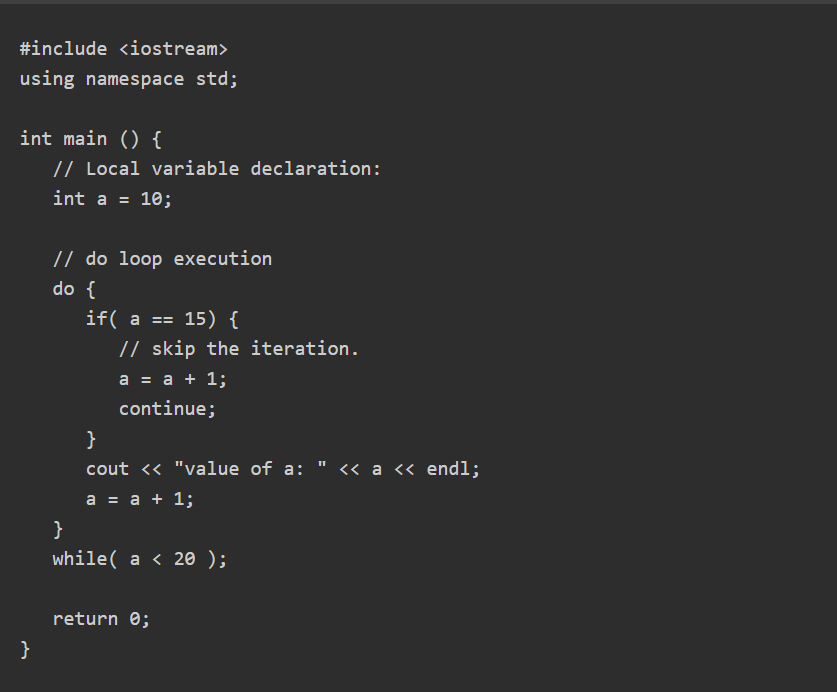 #include <iostream>
using namespace std;

int main () {
   // Local variable declaration:
   int a = 10;

   // do loop execution
   do {
      if( a == 15) {
         // skip the iteration.
         a = a + 1;
         continue;
      }
      cout << "value of a: " << a << endl;
      a = a + 1;
   }
   while( a < 20 );

   return 0;
}